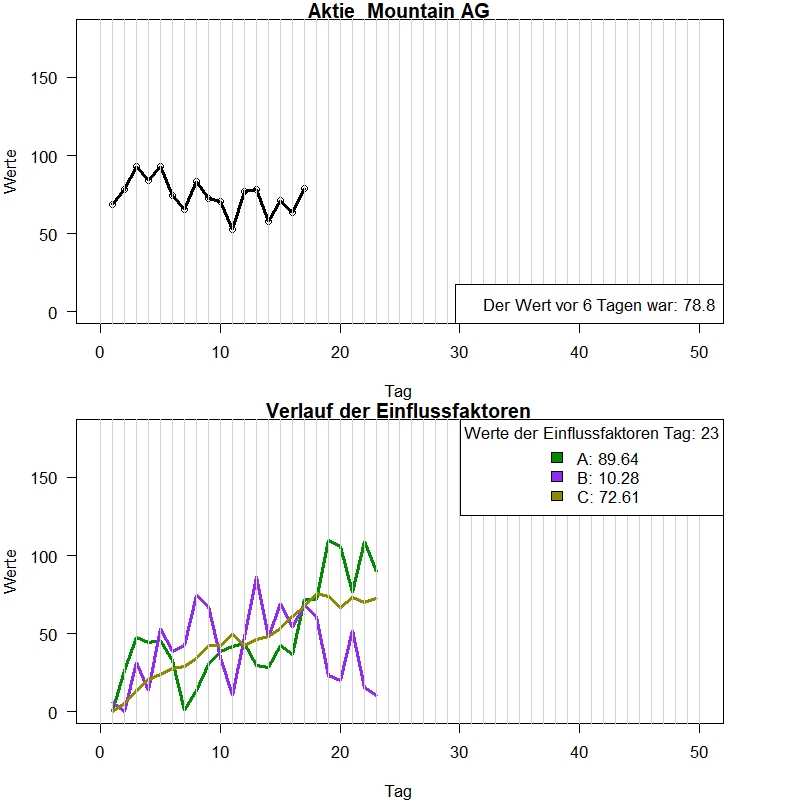 Aktie  Mountain AG
Werte
150
100
50
0
Der Wert vor 6 Tagen war: 78.8
0 10 20 30 40 50
Tag
Verlauf der Einflussfaktoren
Werte
150
100
50
0
Werte der Einflussfaktoren Tag: 23
A: 89.64
B: 10.28
C: 72.61
0 10 20 30 40 50
Tag